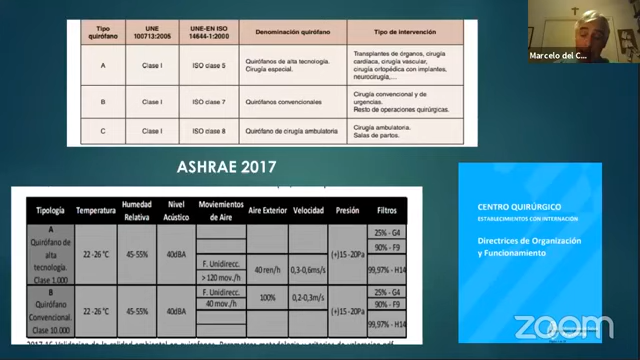 Tipo quirófano
UNE 100713:2005
UNE-EN ISO 14644-1:2000
Denominación quirófano
Tipo de intervención
A
Clase I
ISO clase 5
Quirófanos de alta tecnología.
Cirugía especial.
Transplantes de órganos, cirugía
cardíaca, cirugía vascular,
cirugía ortopédica con implantes,
neurocirugía,...
B
Clase I
ISO clase 7
Quirófanos convencionales
Cirugía convencional y de
urgencias.
Resto de operaciones quirúrgicas.
C
Clase I
ISO clase 8
Quirófano de cirugía ambulatoria
Cirugía ambulatoria.
Salas de partos.
Marcelo del C...
ASHRAE 2017
Tipología
Temperatura
Humedad
Relativa
Nivel
Acústico
Moviemientos
de Aire
Aire Exterior
Velocidad
Presión
Filtros
A
Quirófano de
alta
tecnología.
Clase 1.000
22 -26 °C
45-55%
40dBA
F. Unidirecc.
> 120 mov./h
40 ren/h
0,3-0,6ms/s
(+)15 -20Pa
25% - G4
90% - F9
99,97% - H14
B
Quirófano
Convencional.
Clase 10.000
22 -26 °C
45-55%
40dBA
F. Unidirecc.
40 mov./h
100%
0,2-0,3m/s
(+)15 -20Pa
25% - G4
90% - F9
99,97% - H14
CENTRO QUIRÚRGICO
ESTABLECIMIENTOS CON INTERNACIÓN
Directrices de Organización
y Funcionamiento
zoom